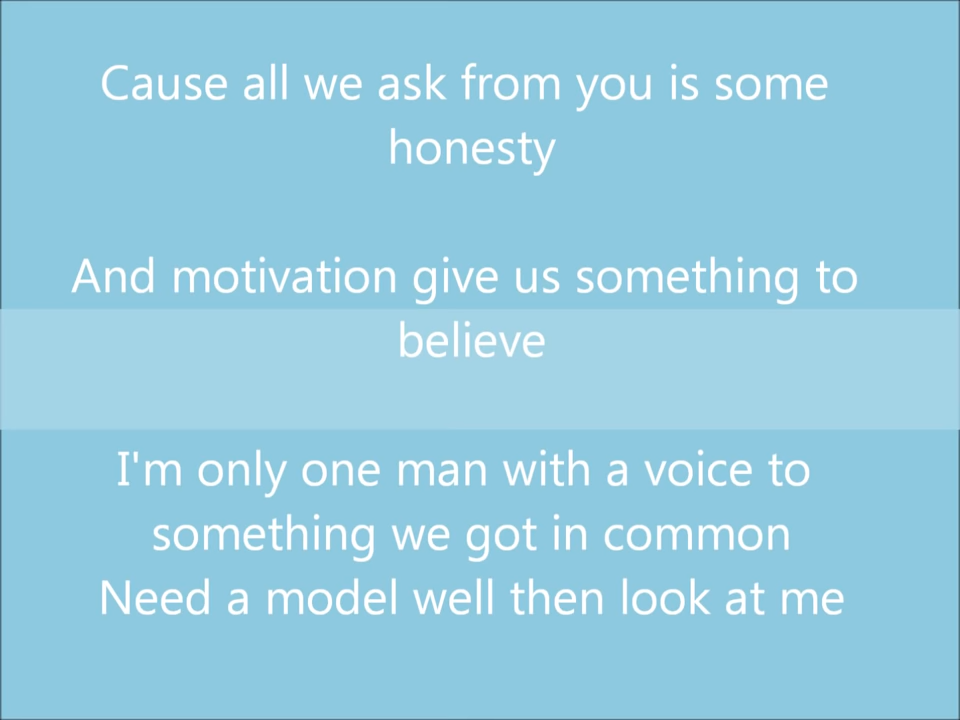 Cause all we ask from you is some
honesty
And motivation give us something to
believe
I'm only one man with a voice to
something we got in common
Need a model well then look at me